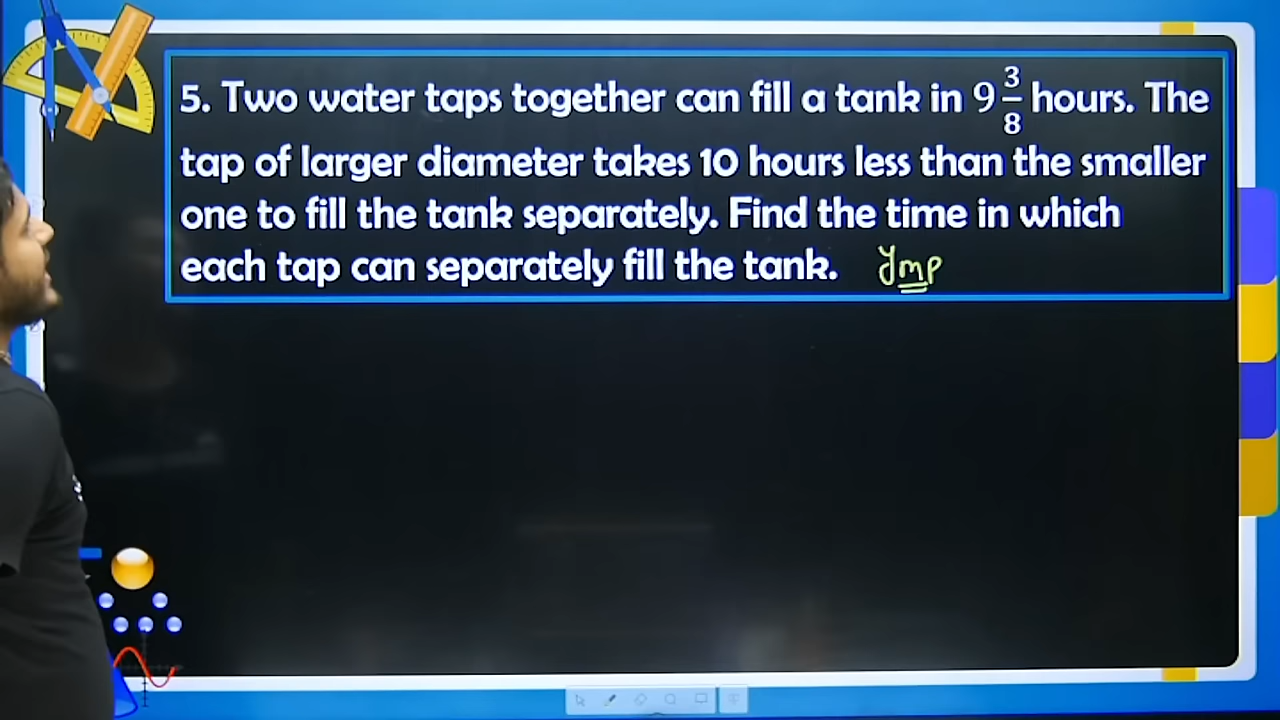 5. Two water taps together can fill a tank in 9 3/8 hours. The
tap of larger diameter takes 10 hours less than the smaller
one to fill the tank separately. Find the time in which
each tap can separately fill the tank. Imp